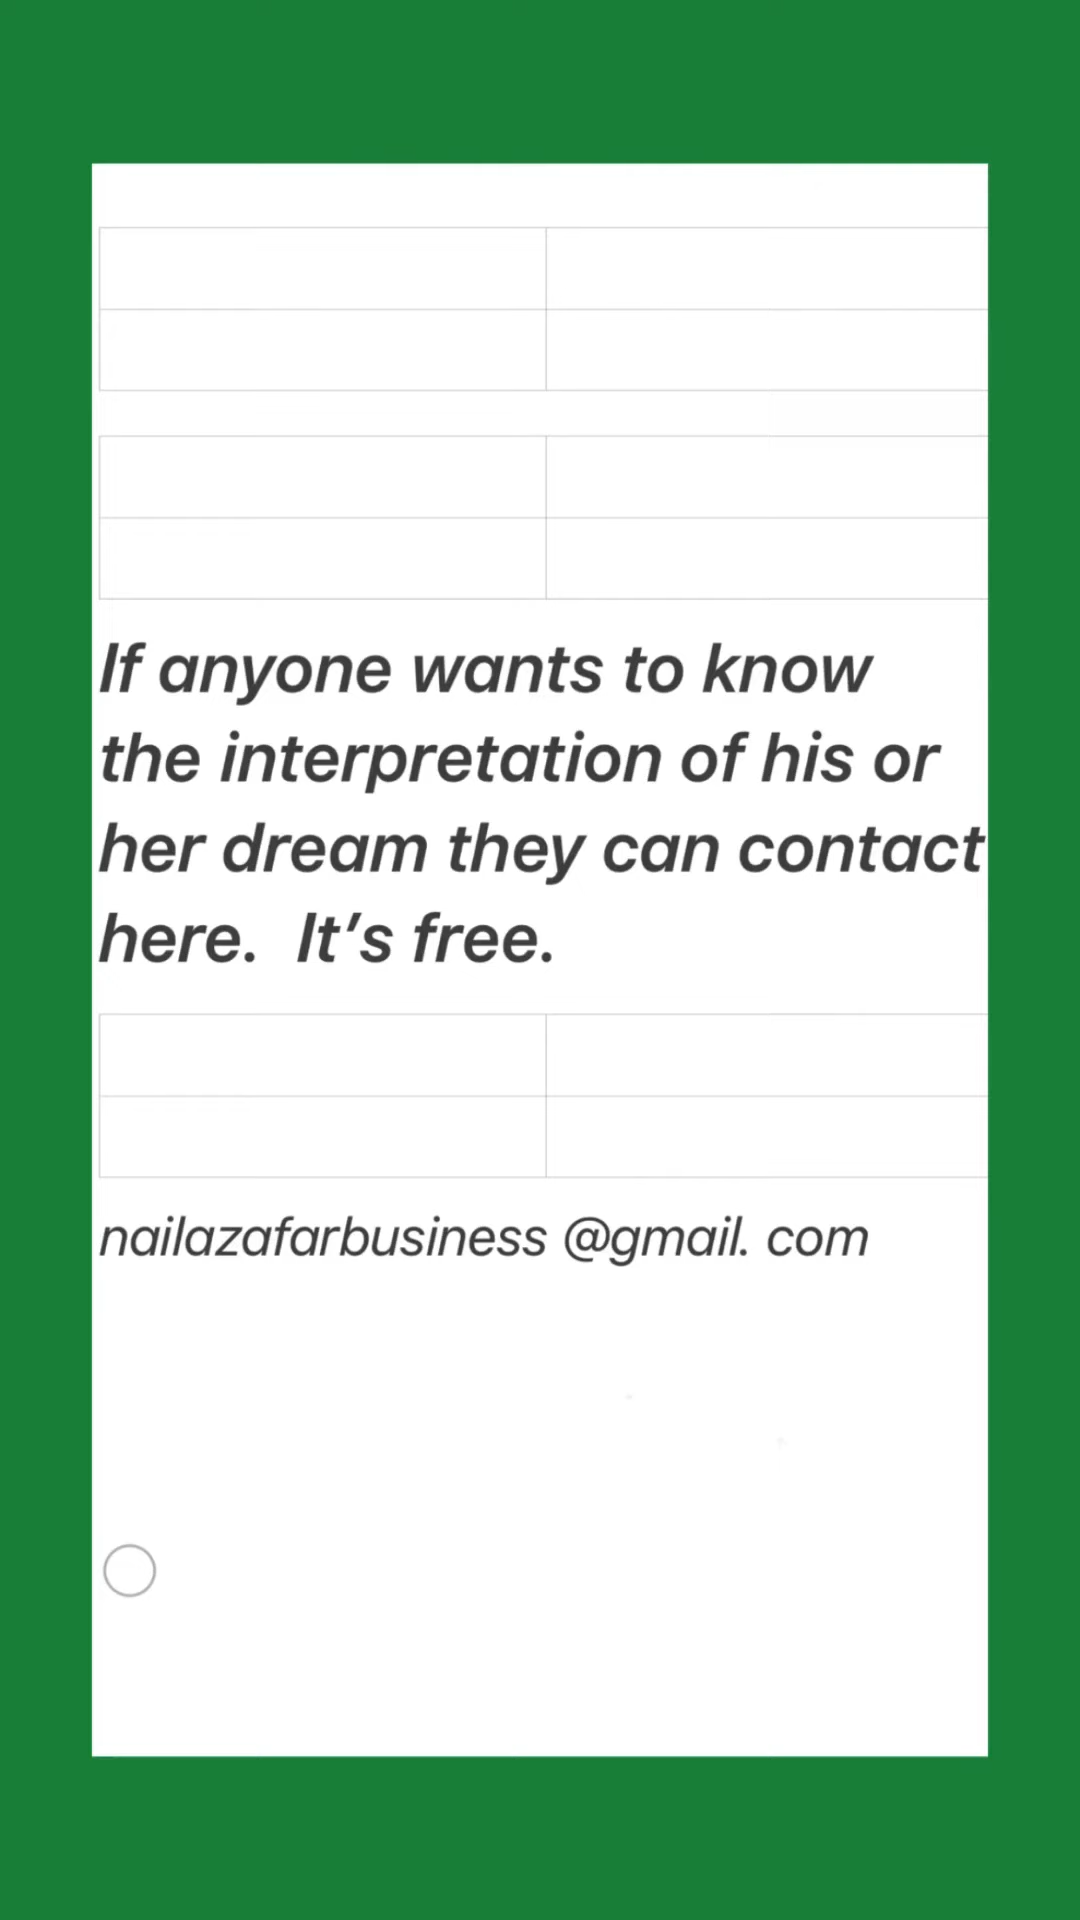 If anyone wants to know
the interpretation of his or
her dream they can contact
here.  It’s free.
nailazafarbusiness @gmail. com